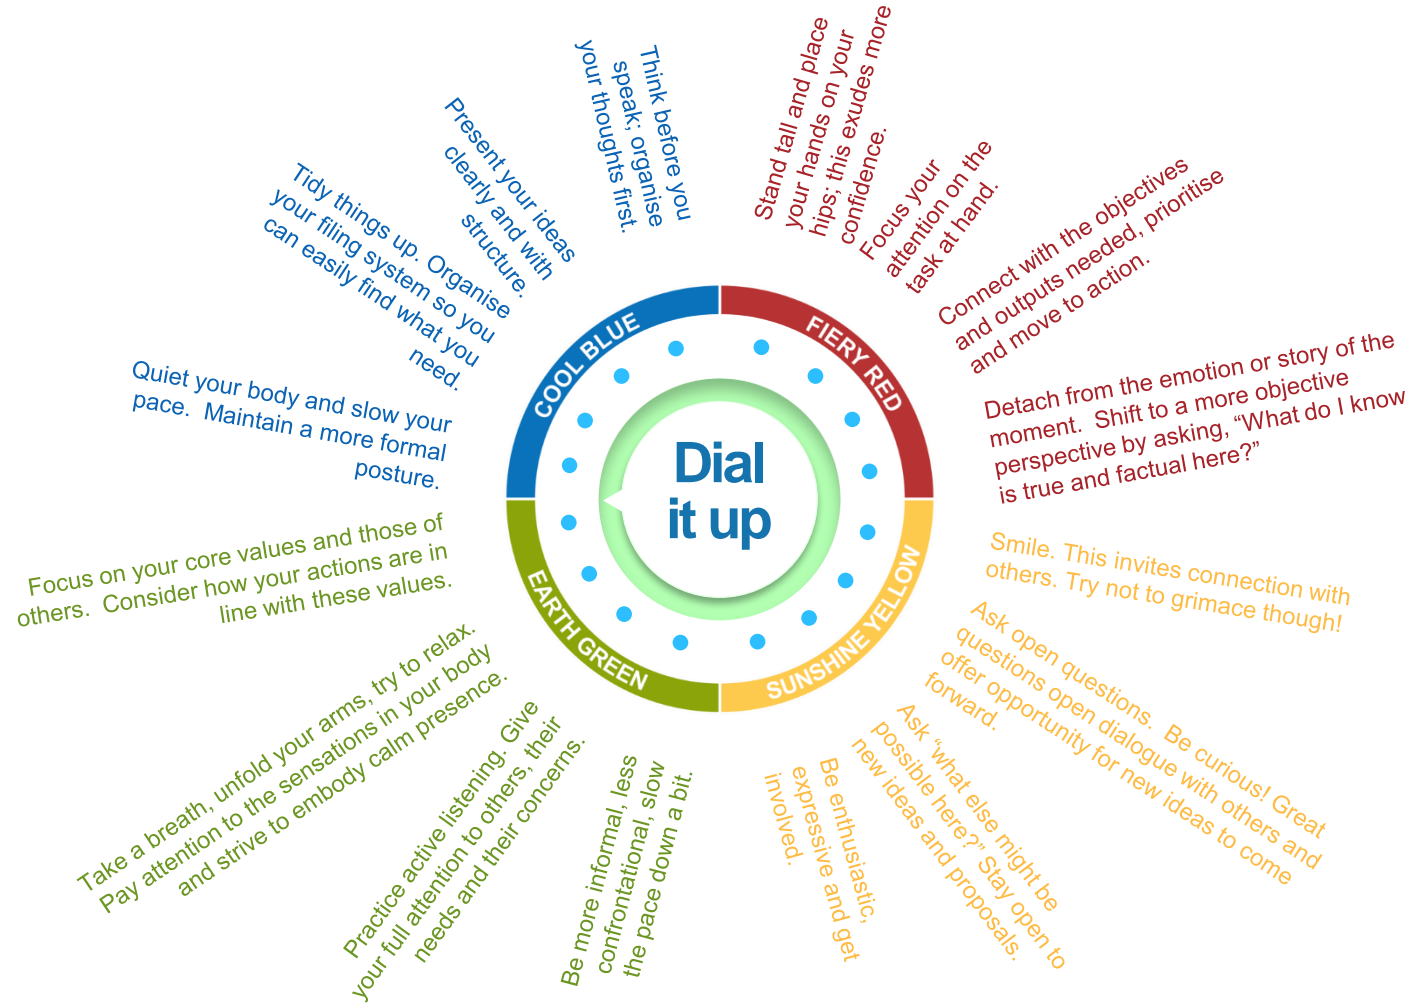 Dial
it up
COOL BLUE
FIERY RED
SUNSHINE YELLOW
EARTH GREEN
Stand tall and place
your hands on your
hips; this exudes more
confidence.
Focus your
attention on the
task at hand.
Connect with the objectives
and outputs needed, prioritise
and move to action.
Detach from the emotion or story of the
moment. Shift to a more objective
perspective by asking, “What do I know
is true and factual here?”
Smile. This invites connection with
others. Try not to grimace though!
Ask open questions. Be curious! Great
questions open dialogue with others and
offer opportunity for new ideas to come
forward.
Ask “what else might be
possible here?” Stay open to
new ideas and proposals.
Be enthusiastic,
expressive and get
involved.
Be more informal, less
confrontational, slow
the pace down a bit.
Practice active listening. Give
your full attention to others, their
needs and their concerns.
Take a breath, unfold your arms, try to relax.
Pay attention to the sensations in your body
and strive to embody calm presence.
Focus on your core values and those of
others. Consider how your actions are in
line with these values.
Quiet your body and slow your
pace. Maintain a more formal
posture.
Tidy things up. Organise
your filing system so you
can easily find what you
need.
Present your ideas
clearly and with
structure.
Think before you
speak; organise
your thoughts first.